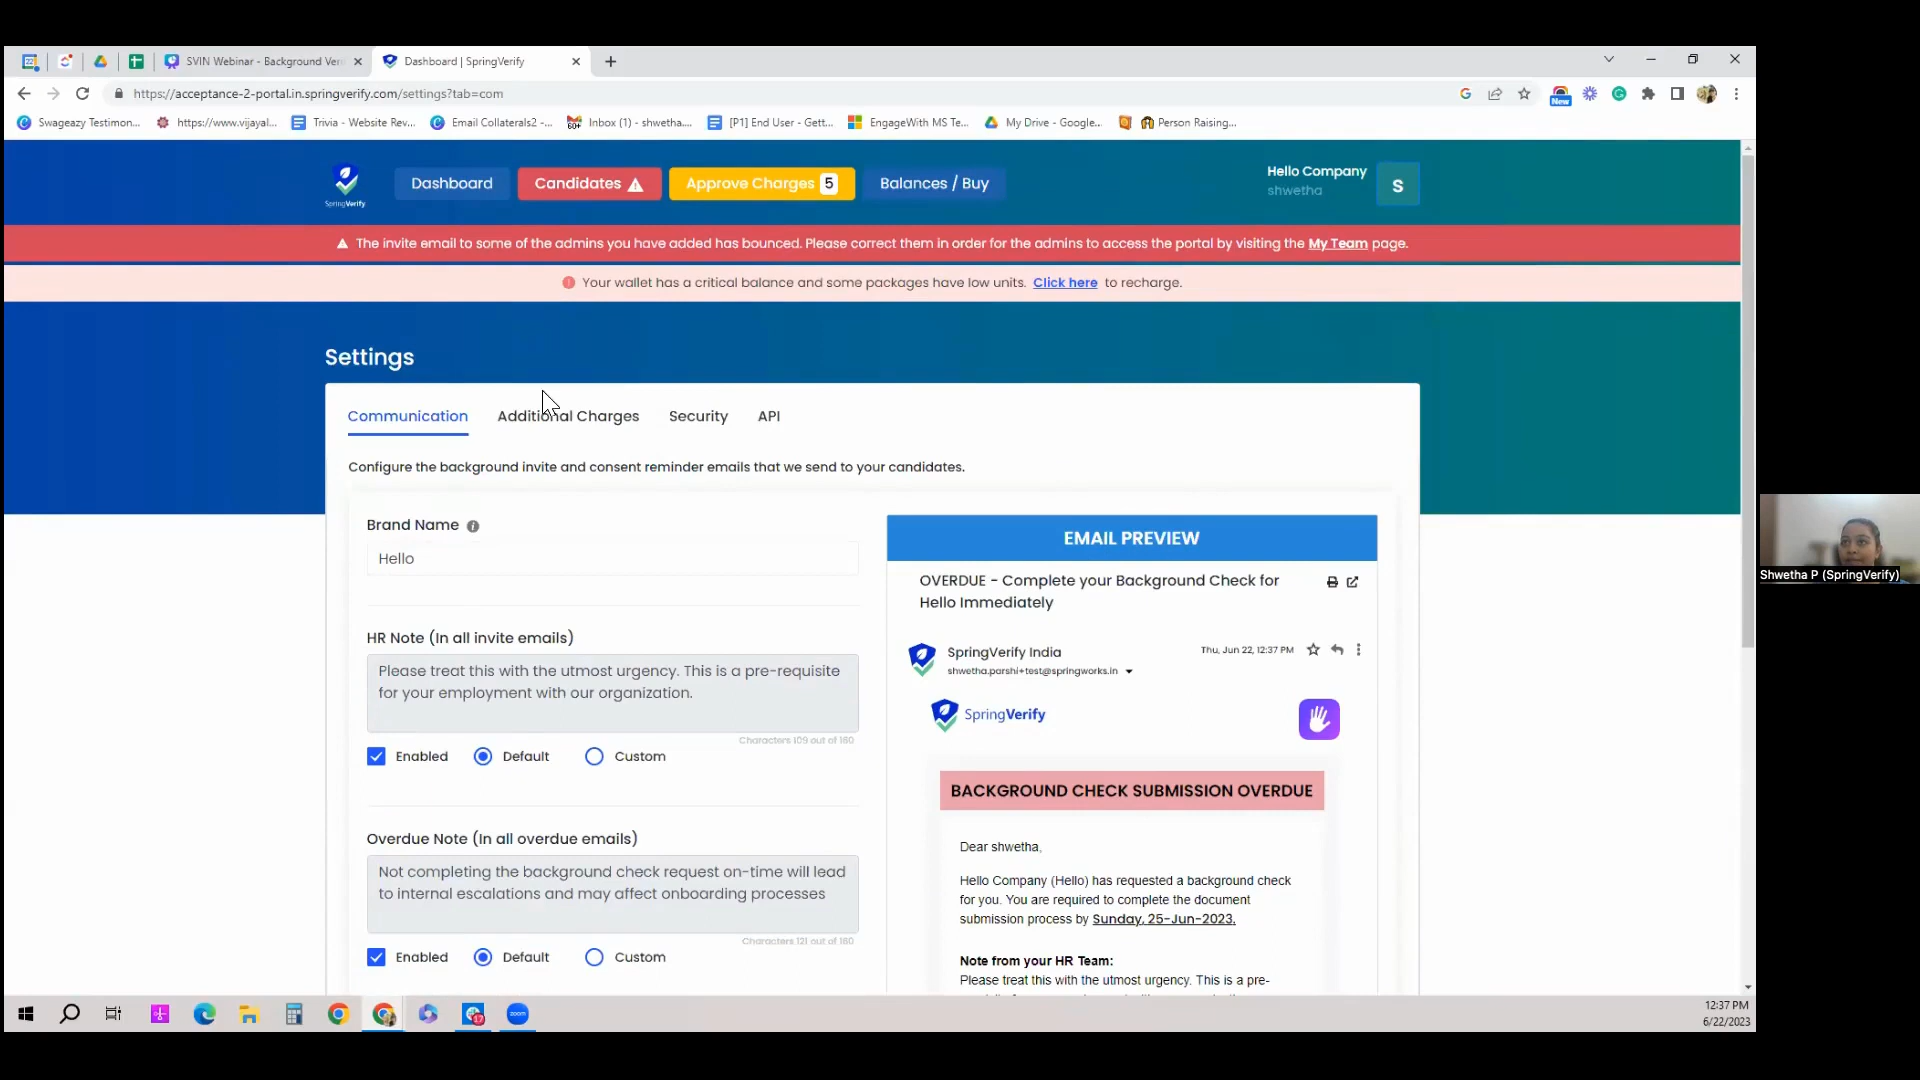 SVIN Webinar - Background Veri
Dashboard | SpringVerify
https://acceptance-2-portal.in.springverify.com/settings?tab=com
New
Swageazy Testimon...
https://www.vijayal...
Trivia - Website Rev...
Email Collaterals2 -...
Inbox (1) - shwetha....
[P1] End User - Gett...
EngageWith MS Te...
My Drive - Google...
Person Raising...
SpringVerify
Dashboard
Candidates
Approve Charges 5
Balances / Buy
Hello Company
shwetha
S
The invite email to some of the admins you have added has bounced. Please correct them in order for the admins to access the portal by visiting the My Team page.
Your wallet has a critical balance and some packages have low units. Click here to recharge.
Settings
Communication
Additional Charges
Security
API
Configure the background invite and consent reminder emails that we send to your candidates.
Brand Name
Hello
HR Note (In all invite emails)
Please treat this with the utmost urgency. This is a pre-requisite
for your employment with our organization.
Characters 109 out of 160
Enabled
Default
Custom
Overdue Note (In all overdue emails)
Not completing the background check request on-time will lead
to internal escalations and may affect onboarding processes
Characters 121 out of 160
Enabled
Default
Custom
EMAIL PREVIEW
OVERDUE - Complete your Background Check for
Hello Immediately
SpringVerify India
Thu, Jun 22, 12:37 PM
shwetha.parshi+test@springworks.in
SpringVerify
BACKGROUND CHECK SUBMISSION OVERDUE
Dear shwetha,
Hello Company (Hello) has requested a background check
for you. You are required to complete the document
submission process by Sunday, 25-Jun-2023.
Note from your HR Team:
Please treat this with the utmost urgency. This is a pre-
Shwetha P (SpringVerify)
17
zoom
12:37 PM
6/22/2023